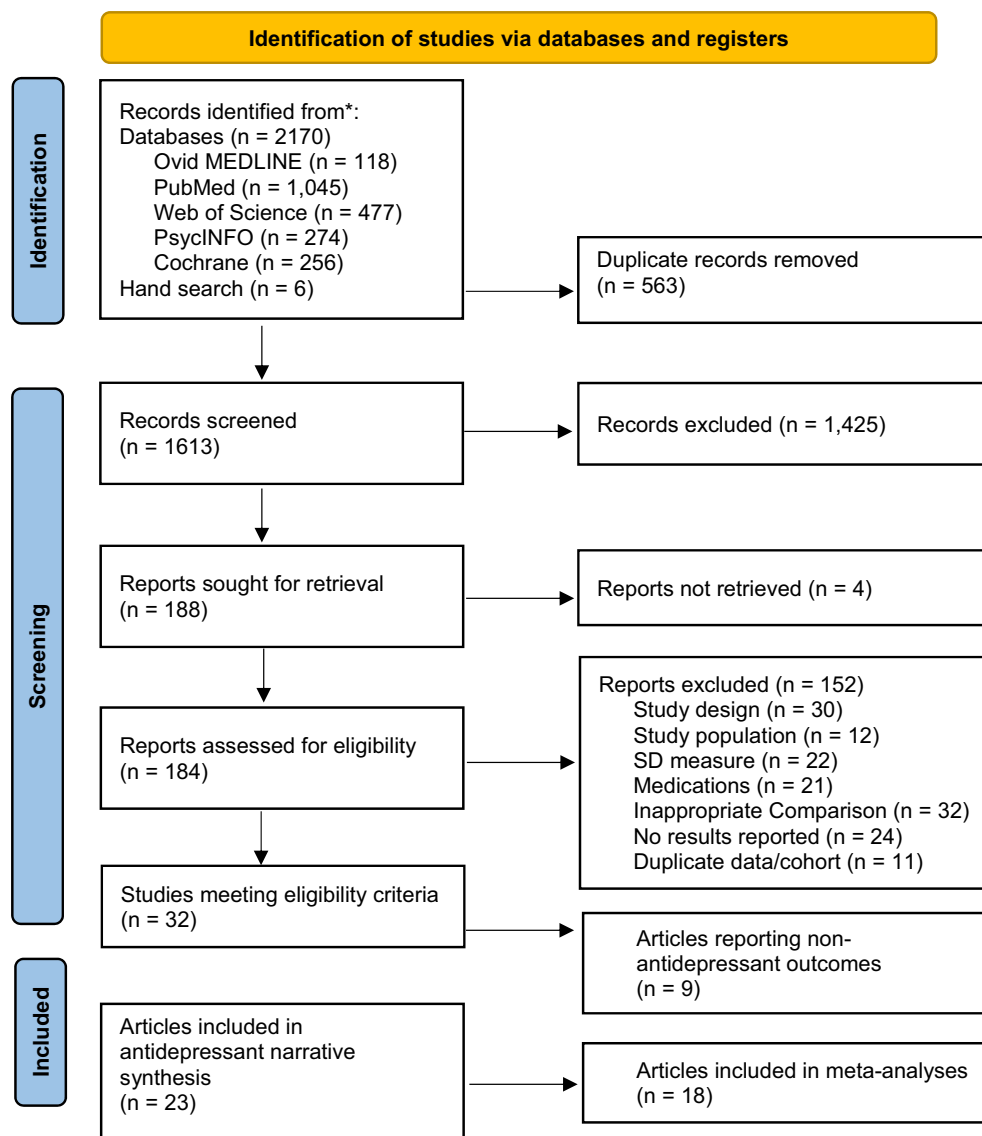 Identification of studies via databases and registers
Identification
Records identified from*:
Databases (n = 2170)
Ovid MEDLINE (n = 118)
PubMed (n = 1,045)
Web of Science (n = 477)
PsycINFO (n = 274)
Cochrane (n = 256)
Hand search (n = 6)
Duplicate records removed
(n = 563)
Screening
Records screened
(n = 1613)
Records excluded (n = 1,425)
Reports sought for retrieval
(n = 188)
Reports not retrieved (n = 4)
Reports assessed for eligibility
(n = 184)
Reports excluded (n = 152)
Study design (n = 30)
Study population (n = 12)
SD measure (n = 22)
Medications (n = 21)
Inappropriate Comparison (n = 32)
No results reported (n = 24)
Duplicate data/cohort (n = 11)
Studies meeting eligibility criteria
(n = 32)
Articles reporting non-
antidepressant outcomes
(n = 9)
Included
Articles included in
antidepressant narrative
synthesis
(n = 23)
Articles included in meta-analyses
(n = 18)